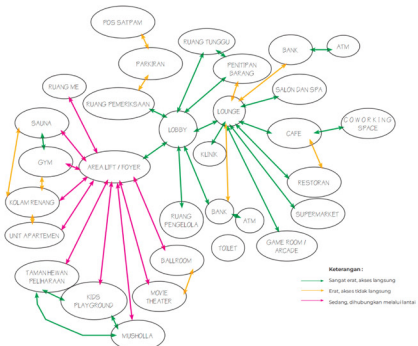 POS SATPAM
PARKIRAN
RUANG TUNGGU
PENITIPAN
BARANG
BANK
ATM
RUANG ME
RUANG PEMERIKSAAN
SALON DAN SPA
SAUNA
LOBBY
LOUNGE
CAFE
COWORKING
SPACE
GYM
AREA LIFT / FOYER
KLINIK
RESTORAN
KOLAM RENANG
SUPERMARKET
UNIT APARTEMEN
RUANG
PENGELOLA
BANK
ATM
TOILET
GAME ROOM /
ARCADE
BALLROOM
TAMAN HEWAN
PELIHARAAN
KIDS
PLAYGROUND
MOVIE
THEATER
MUSHOLLA
Keterangan :
Sangat erat, akses langsung
Erat, akses tidak langsung
Sedang, dihubungkan melalui lantai